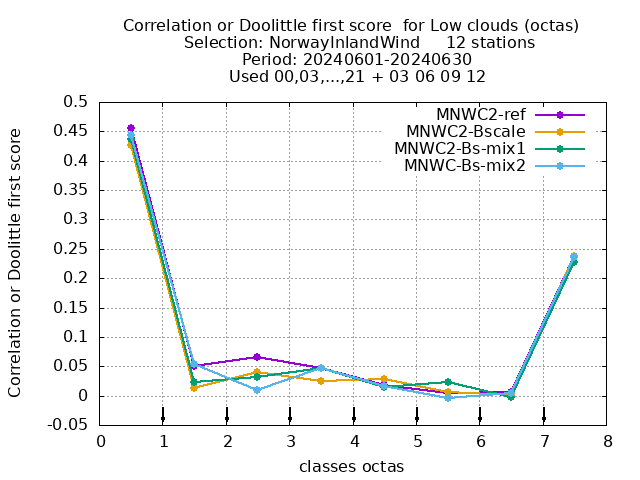 Correlation or Doolittle first score  for Low clouds (octas)
Selection: NorwayInlandWind     12 stations
Period: 20240601-20240630
Used 00,03,...,21 + 03 06 09 12
MNWC2-ref
MNWC2-Bscale
MNWC2-Bs-mix1
MNWC-Bs-mix2
Correlation or Doolittle first score
0.5
0.45
0.4
0.35
0.3
0.25
0.2
0.15
0.1
0.05
0
-0.05
0 1 2 3 4 5 6 7 8
classes octas